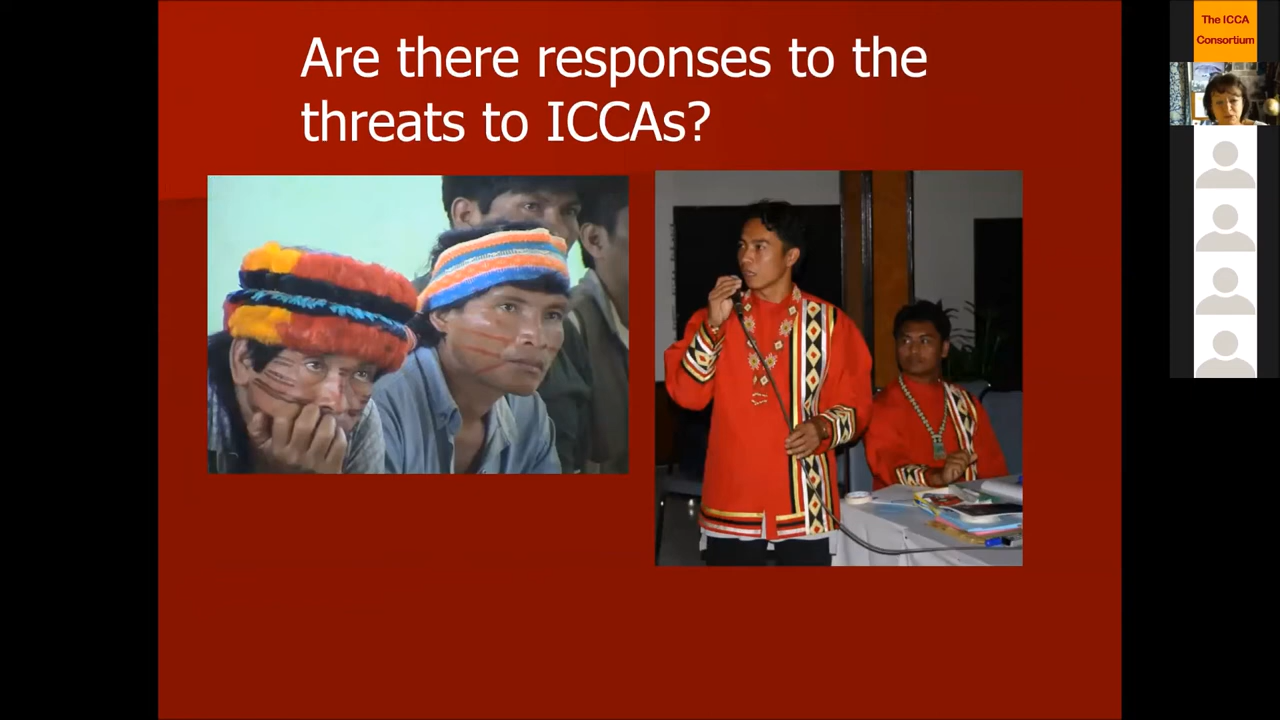 Are there responses to the
threats to ICCAs?
The ICCA
Consortium